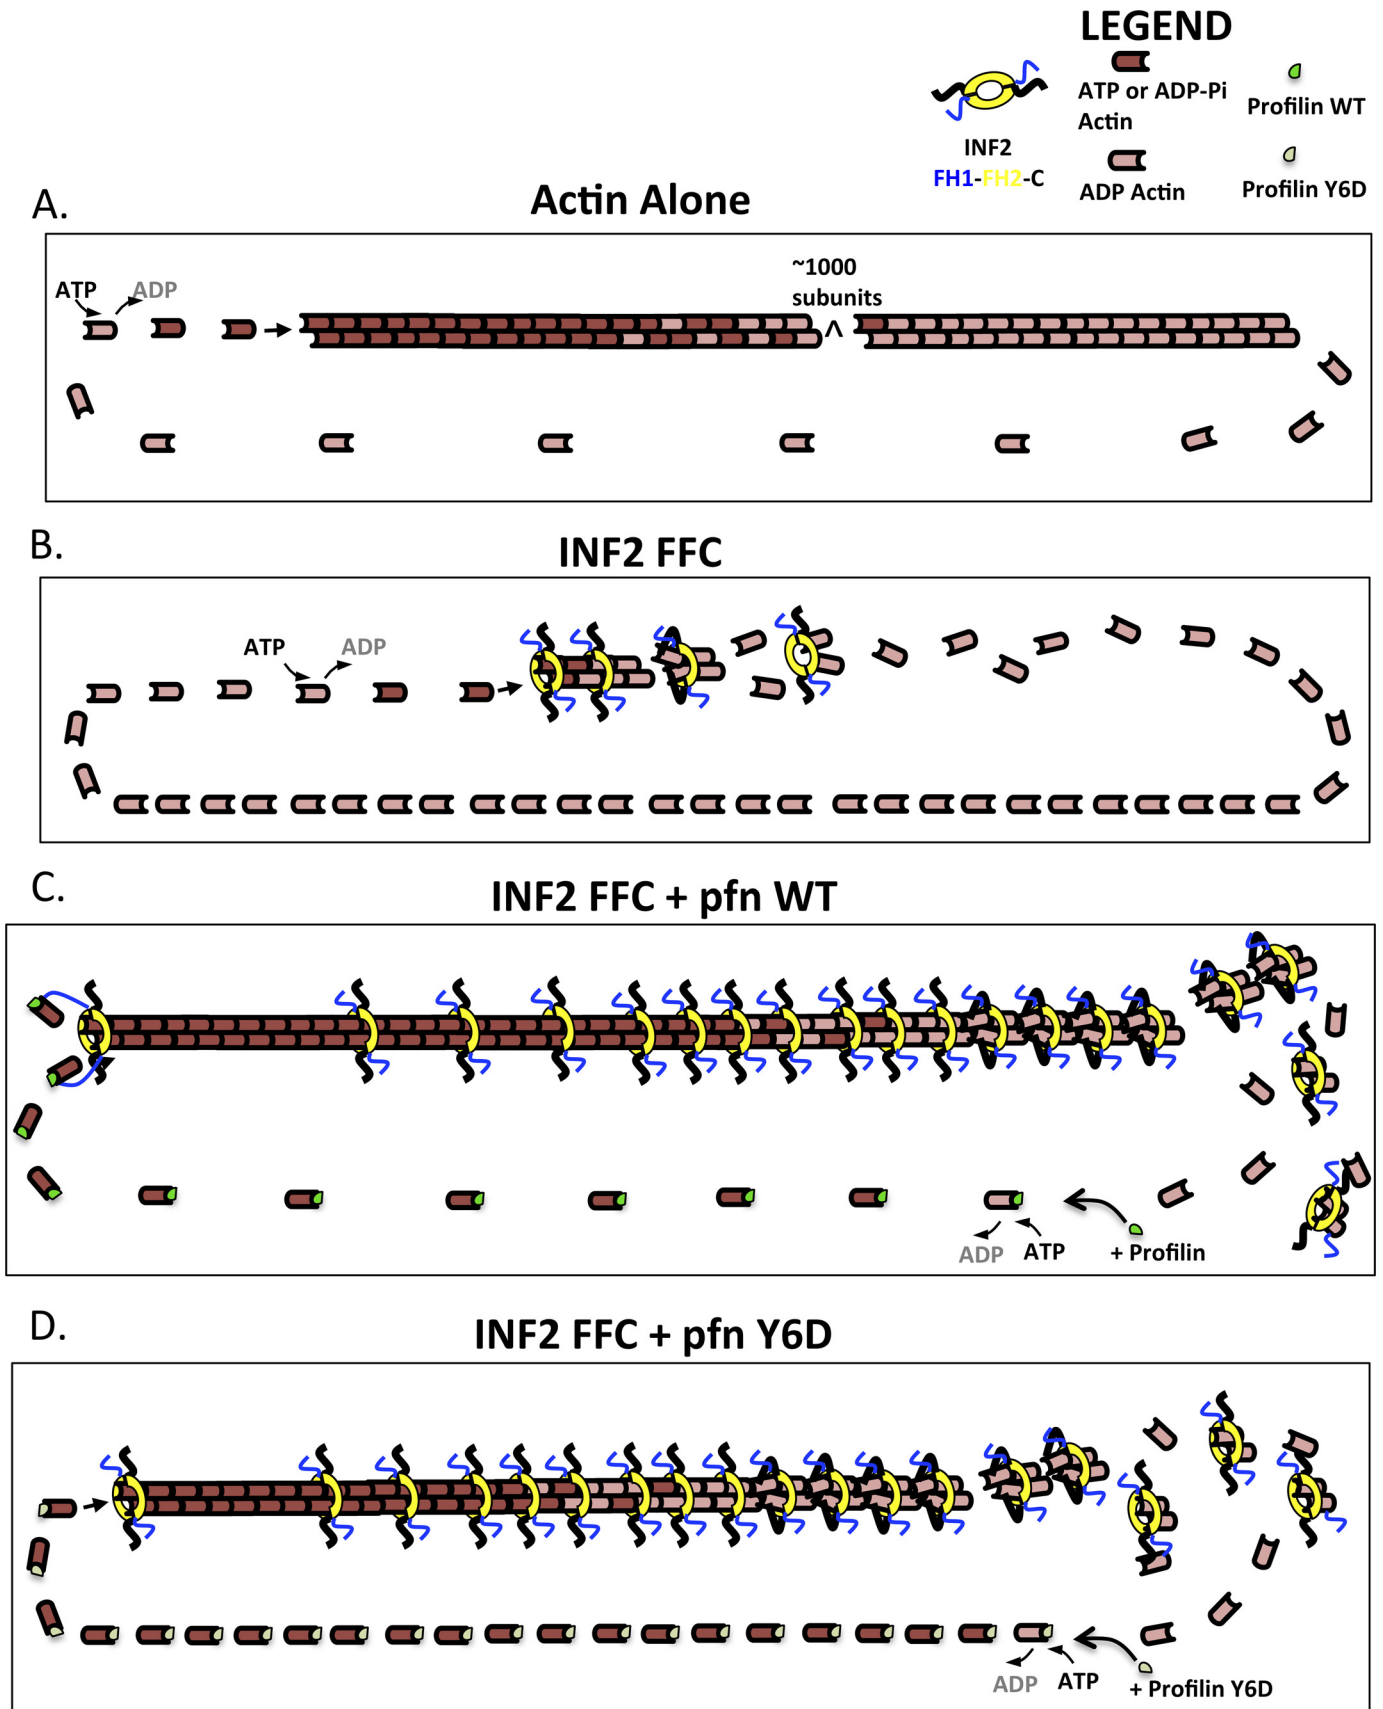 LEGEND
ATP or ADP-Pi
Actin
Profilin WT
INF2
FH1-FH2-C
ADP Actin
Profilin Y6D
A.
Actin Alone
ATP
ADP
~1000
subunits
^
B.
INF2 FFC
ATP
ADP
C.
INF2 FFC + pfn WT
ADP
ATP
+ Profilin
D.
INF2 FFC + pfn Y6D
ADP
ATP
+ Profilin Y6D